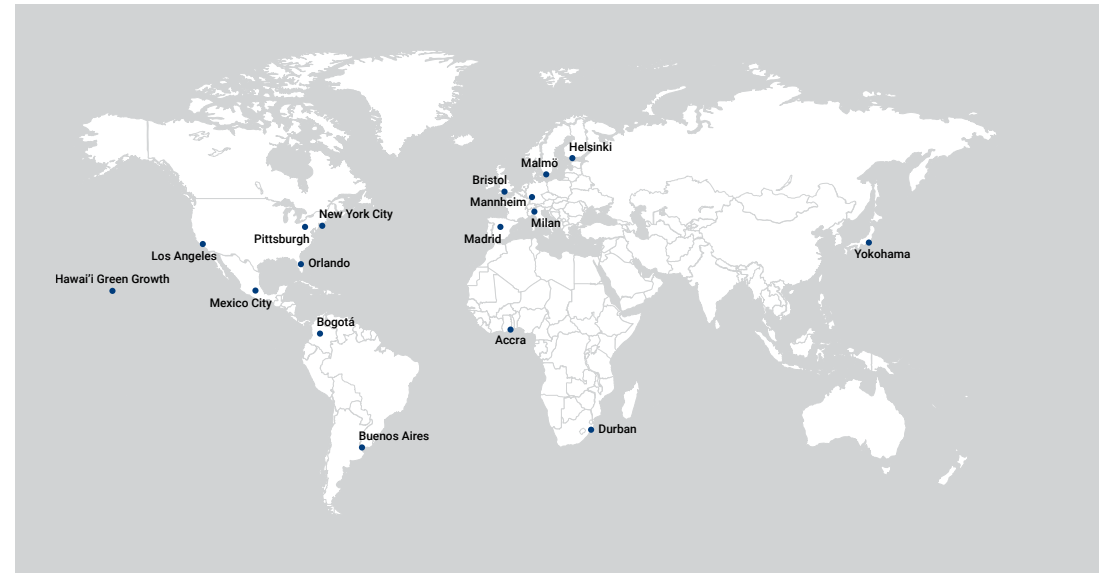 Helsinki
Malmö
Bristol
Mannheim
New York City
Milan
Pittsburgh
Madrid
Los Angeles
Yokohama
Orlando
Hawai'i Green Growth
Mexico City
Bogotá
Accra
Durban
Buenos Aires